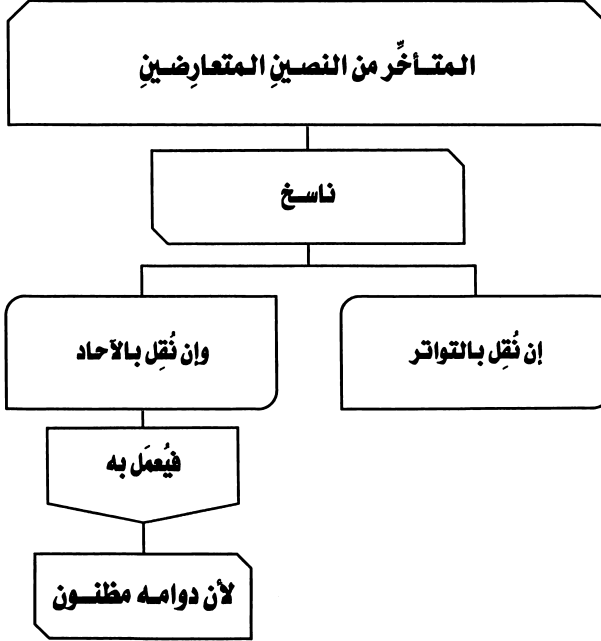 المتأخِّر من النصينِ المتعارِضينِ
ناسخ
إن نُقِل بالتواتر
وإن نُقِل بالآحاد
فيُعمَل به
لأن دوامه مظنون